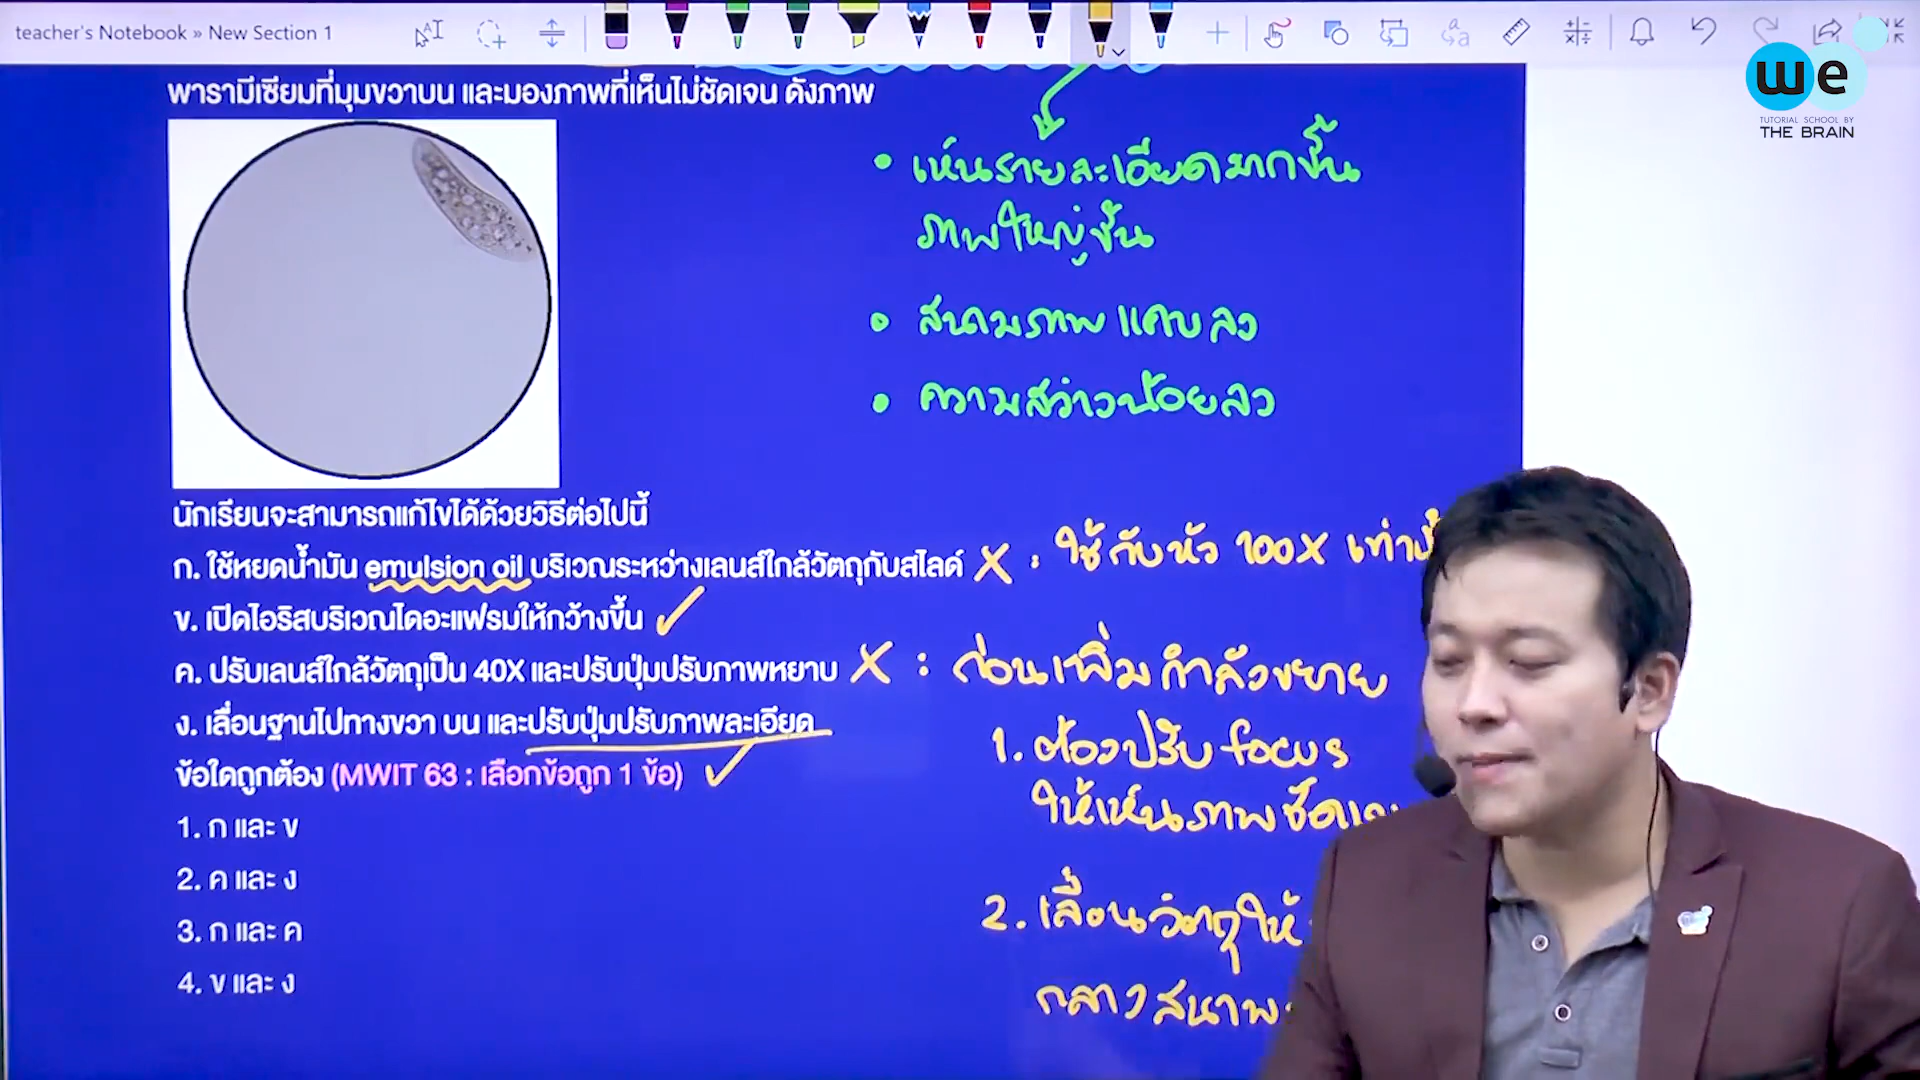 teacher's Notebook » New Section 1
we
TUTORIAL SCHOOL BY
THE BRAIN
พารามีเซียมที่มุมขวาบน และมองภาพที่เห็นไม่ชัดเจน ดังภาพ
• เห็นรายละเอียดมากขึ้น
ภาพใหญ่ขึ้น
• สนามภาพแคบลง
• ความสว่างน้อยลง
นักเรียนจะสามารถแก้ไขได้ด้วยวิธีต่อไปนี้
ก. ใช้หยดน้ำมัน emulsion oil บริเวณระหว่างเลนส์ใกล้วัตถุกับสไลด์ X : ใช้กับหัว 100X
ข. เปิดไอริสบริเวณไดอะแฟรมให้กว้างขึ้น ✓
ค. ปรับเลนส์ใกล้วัตถุเป็น 40X และปรับปุ่มปรับภาพหยาบ X : ก่อนเพิ่มกำลังขยาย
ง. เลื่อนฐานไปทางขวา บน และปรับปุ่มปรับภาพละเอียด ✓
1. ต้องปรับ focus
ให้เห็นภาพ
ข้อใดถูกต้อง (MWIT 63 : เลือกข้อถูก 1 ข้อ)
1. ก และ ข
2. ค และ ง
3. ก และ ค
4. ข และ ง
2. เลื่อนวัตถุให้
กลาง